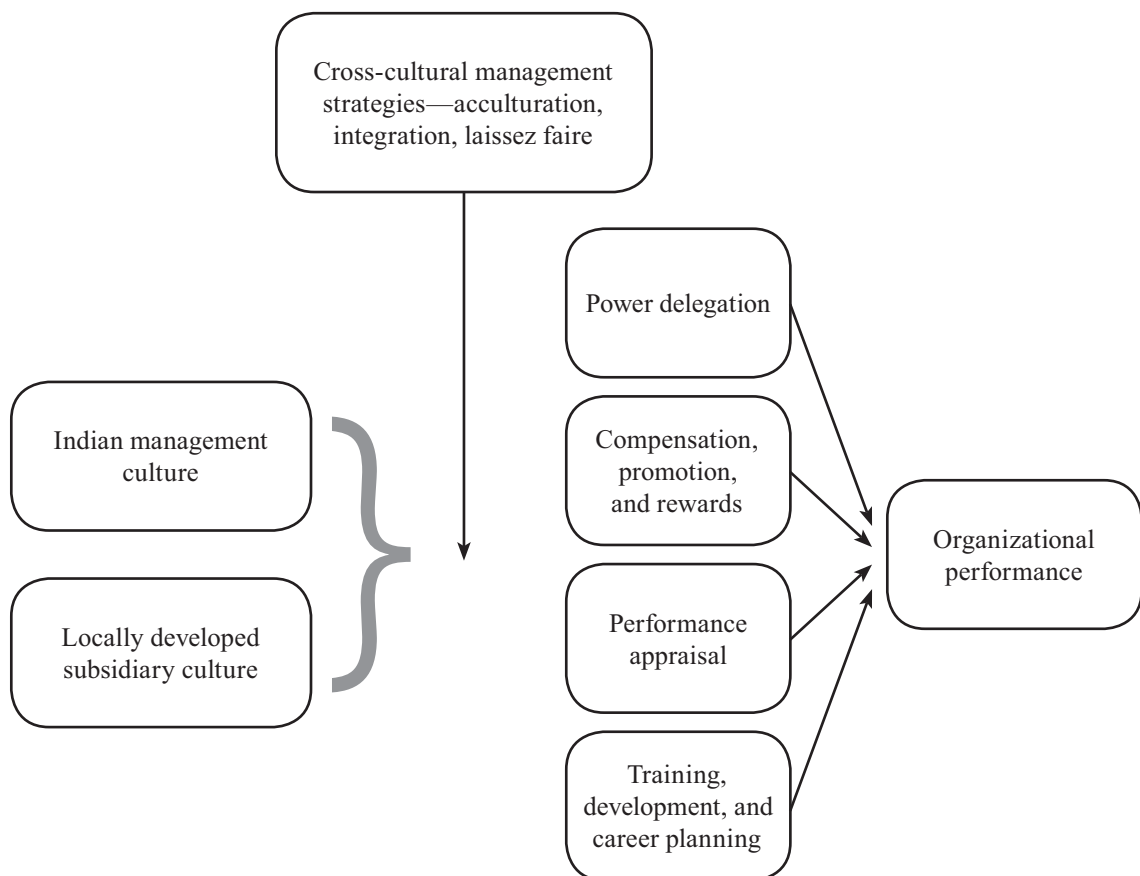 Cross-cultural management
strategies—acculturation,
integration, laissez faire
Power delegation
Indian management
culture
Compensation,
promotion,
and rewards
Organizational
performance
Locally developed
subsidiary culture
Performance
appraisal
Training,
development, and
career planning